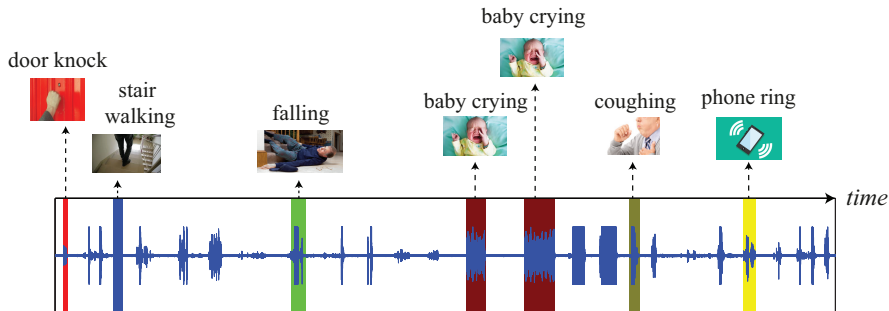 baby crying
door knock
stair
walking
falling
baby crying
coughing
phone ring
time